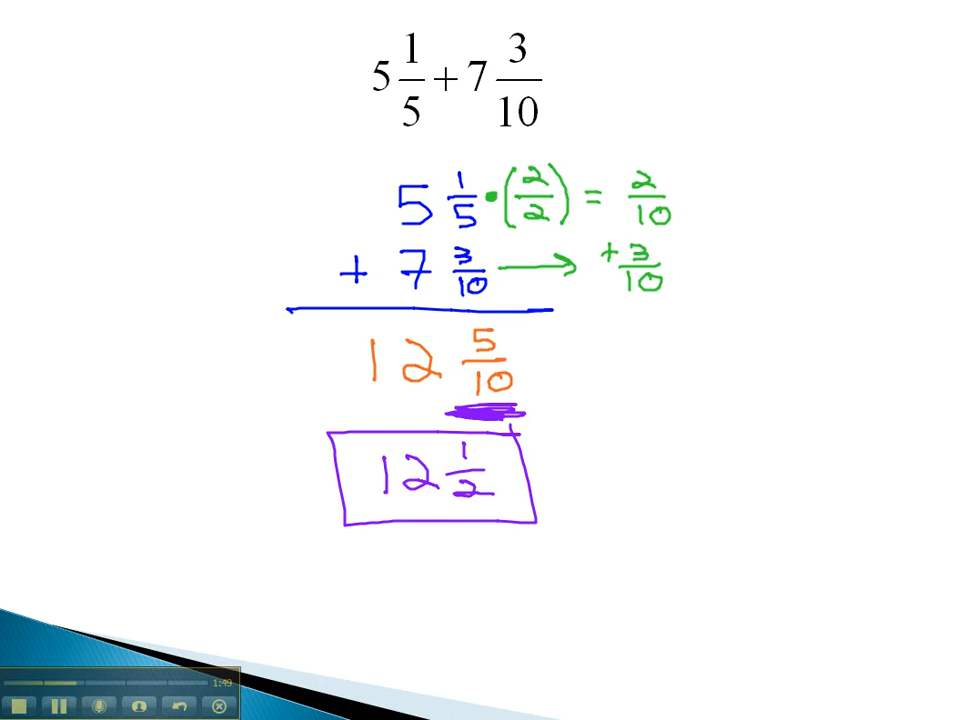 5 1/5 + 7 3/10
5 1/5 • (2/2) = 2/10
+ 7 3/10 → + 3/10
12 5/10
12 1/2
1:49